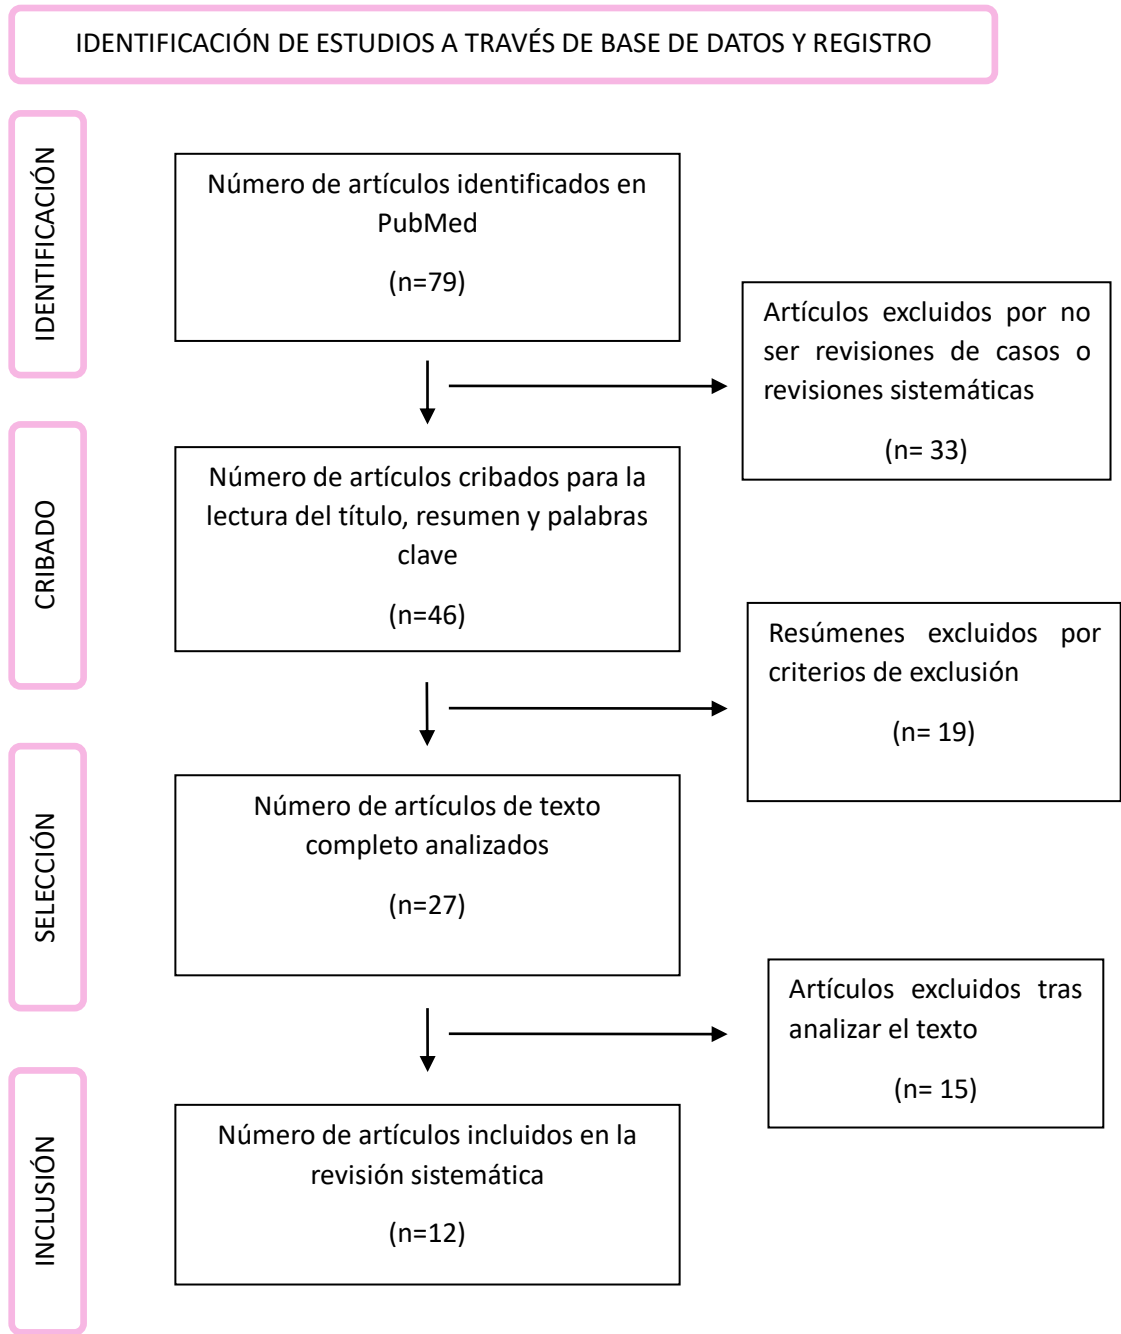 IDENTIFICACIÓN DE ESTUDIOS A TRAVÉS DE BASE DE DATOS Y REGISTRO
IDENTIFICACIÓN
Número de artículos identificados en
PubMed
(n=79)
Artículos excluidos por no
ser revisiones de casos o
revisiones sistemáticas
(n= 33)
CRIBADO
Número de artículos cribados para la
lectura del título, resumen y palabras
clave
(n=46)
Resúmenes excluidos por
criterios de exclusión
(n= 19)
SELECCIÓN
Número de artículos de texto
completo analizados
(n=27)
Artículos excluidos tras
analizar el texto
(n= 15)
INCLUSIÓN
Número de artículos incluidos en la
revisión sistemática
(n=12)